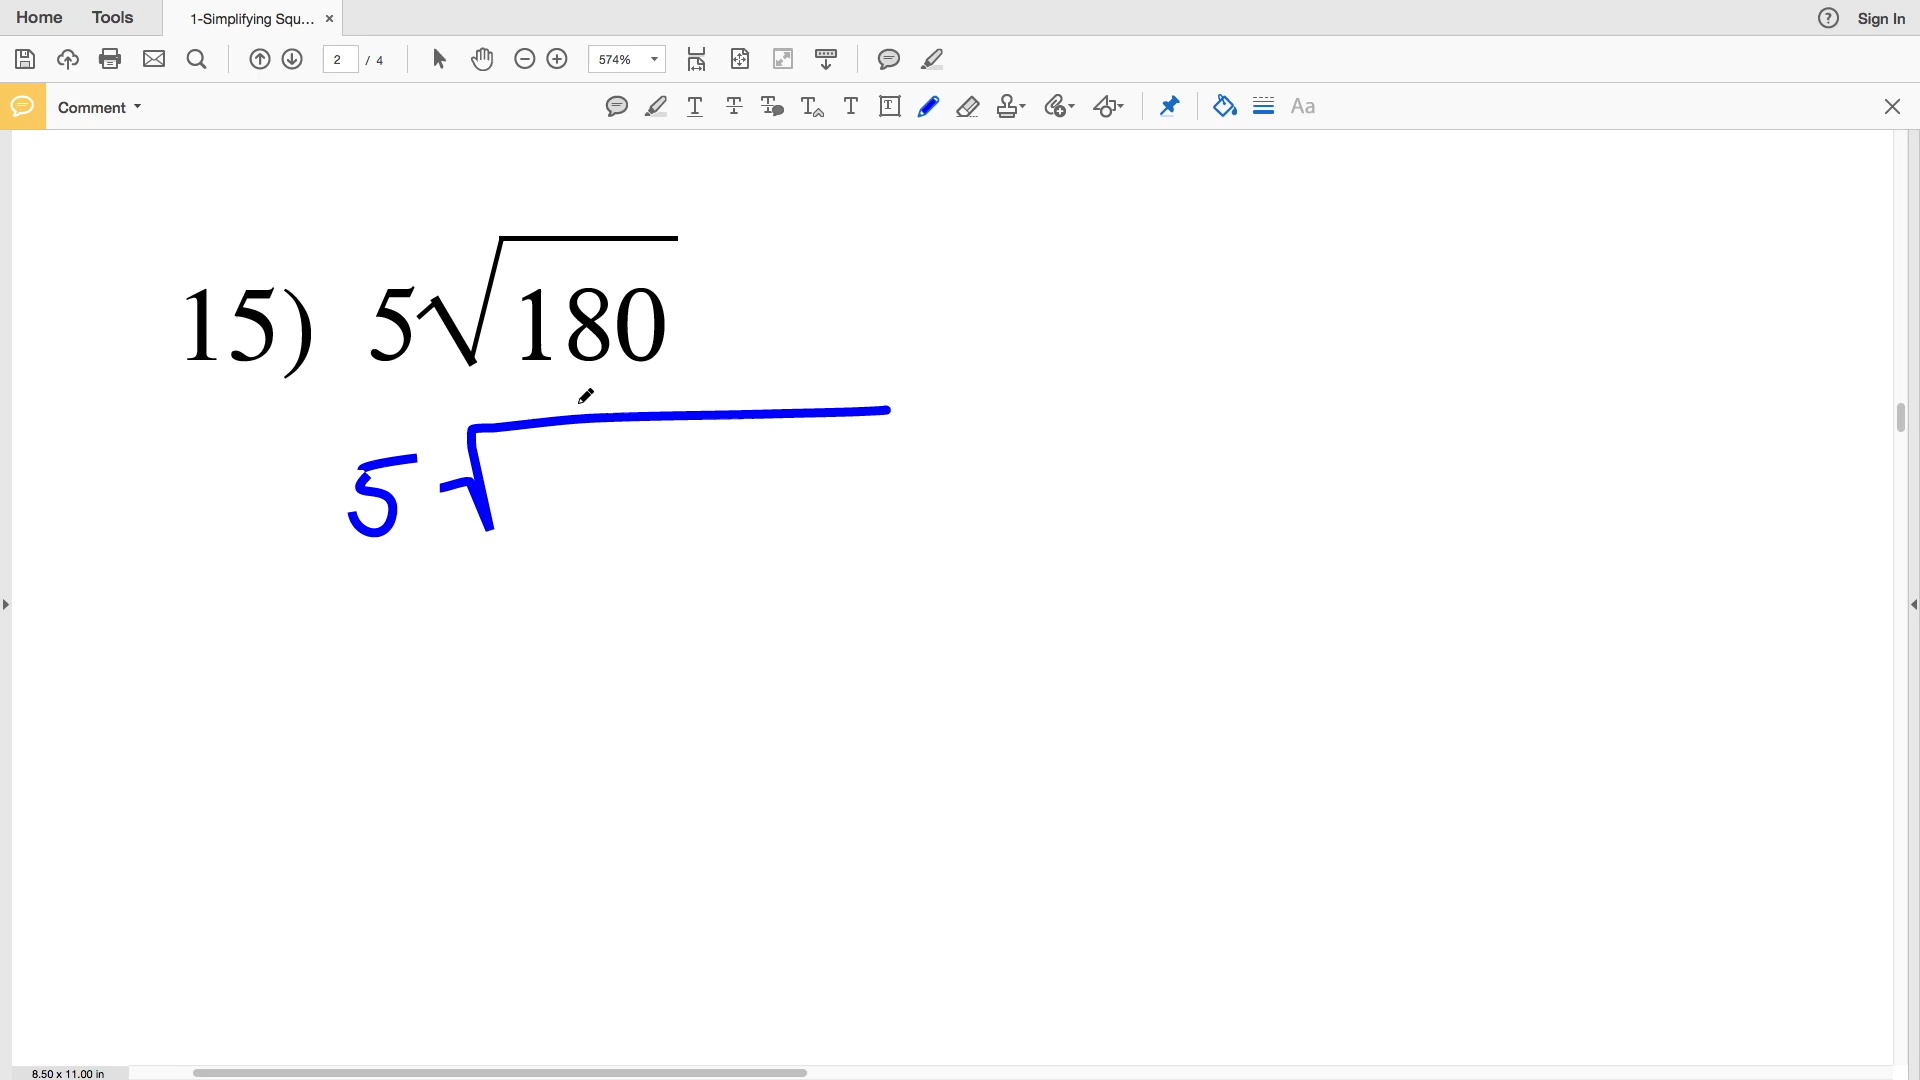 Home Tools 1-Simplifying Squ... × ? Sign In
2 / 4 574%
Comment T T T T T T Aa
15) 5√180
5√
8.50 x 11.00 in